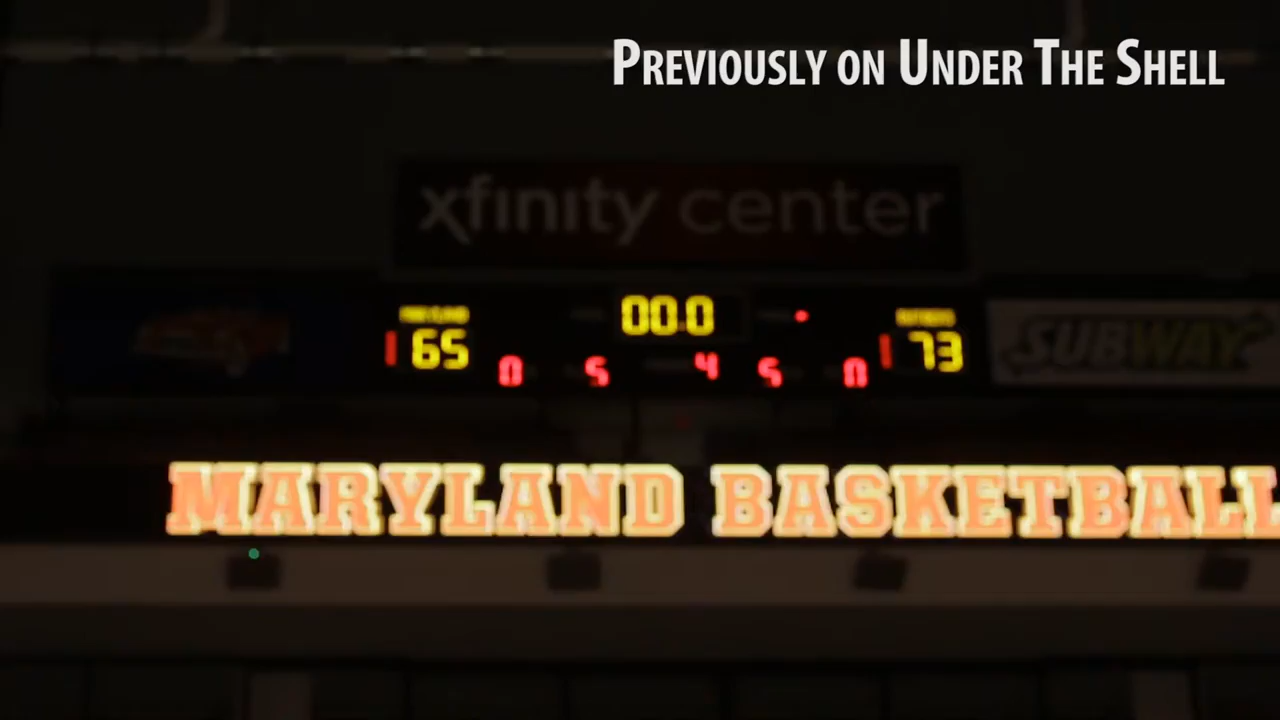 Previously on Under The Shell
xfinity center
00.0
65
73
0 5 4 5 0
SUBWAY
MARYLAND BASKETBALL